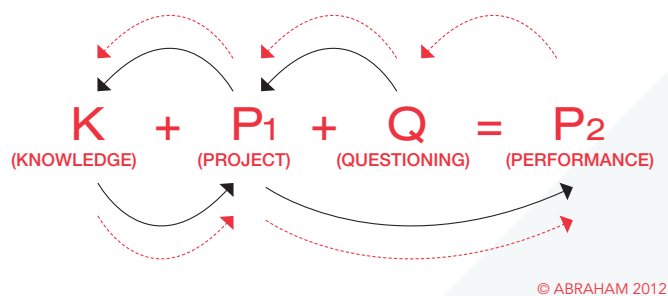 K + P1 + Q = P2
(KNOWLEDGE) (PROJECT) (QUESTIONING) (PERFORMANCE)
© ABRAHAM 2012